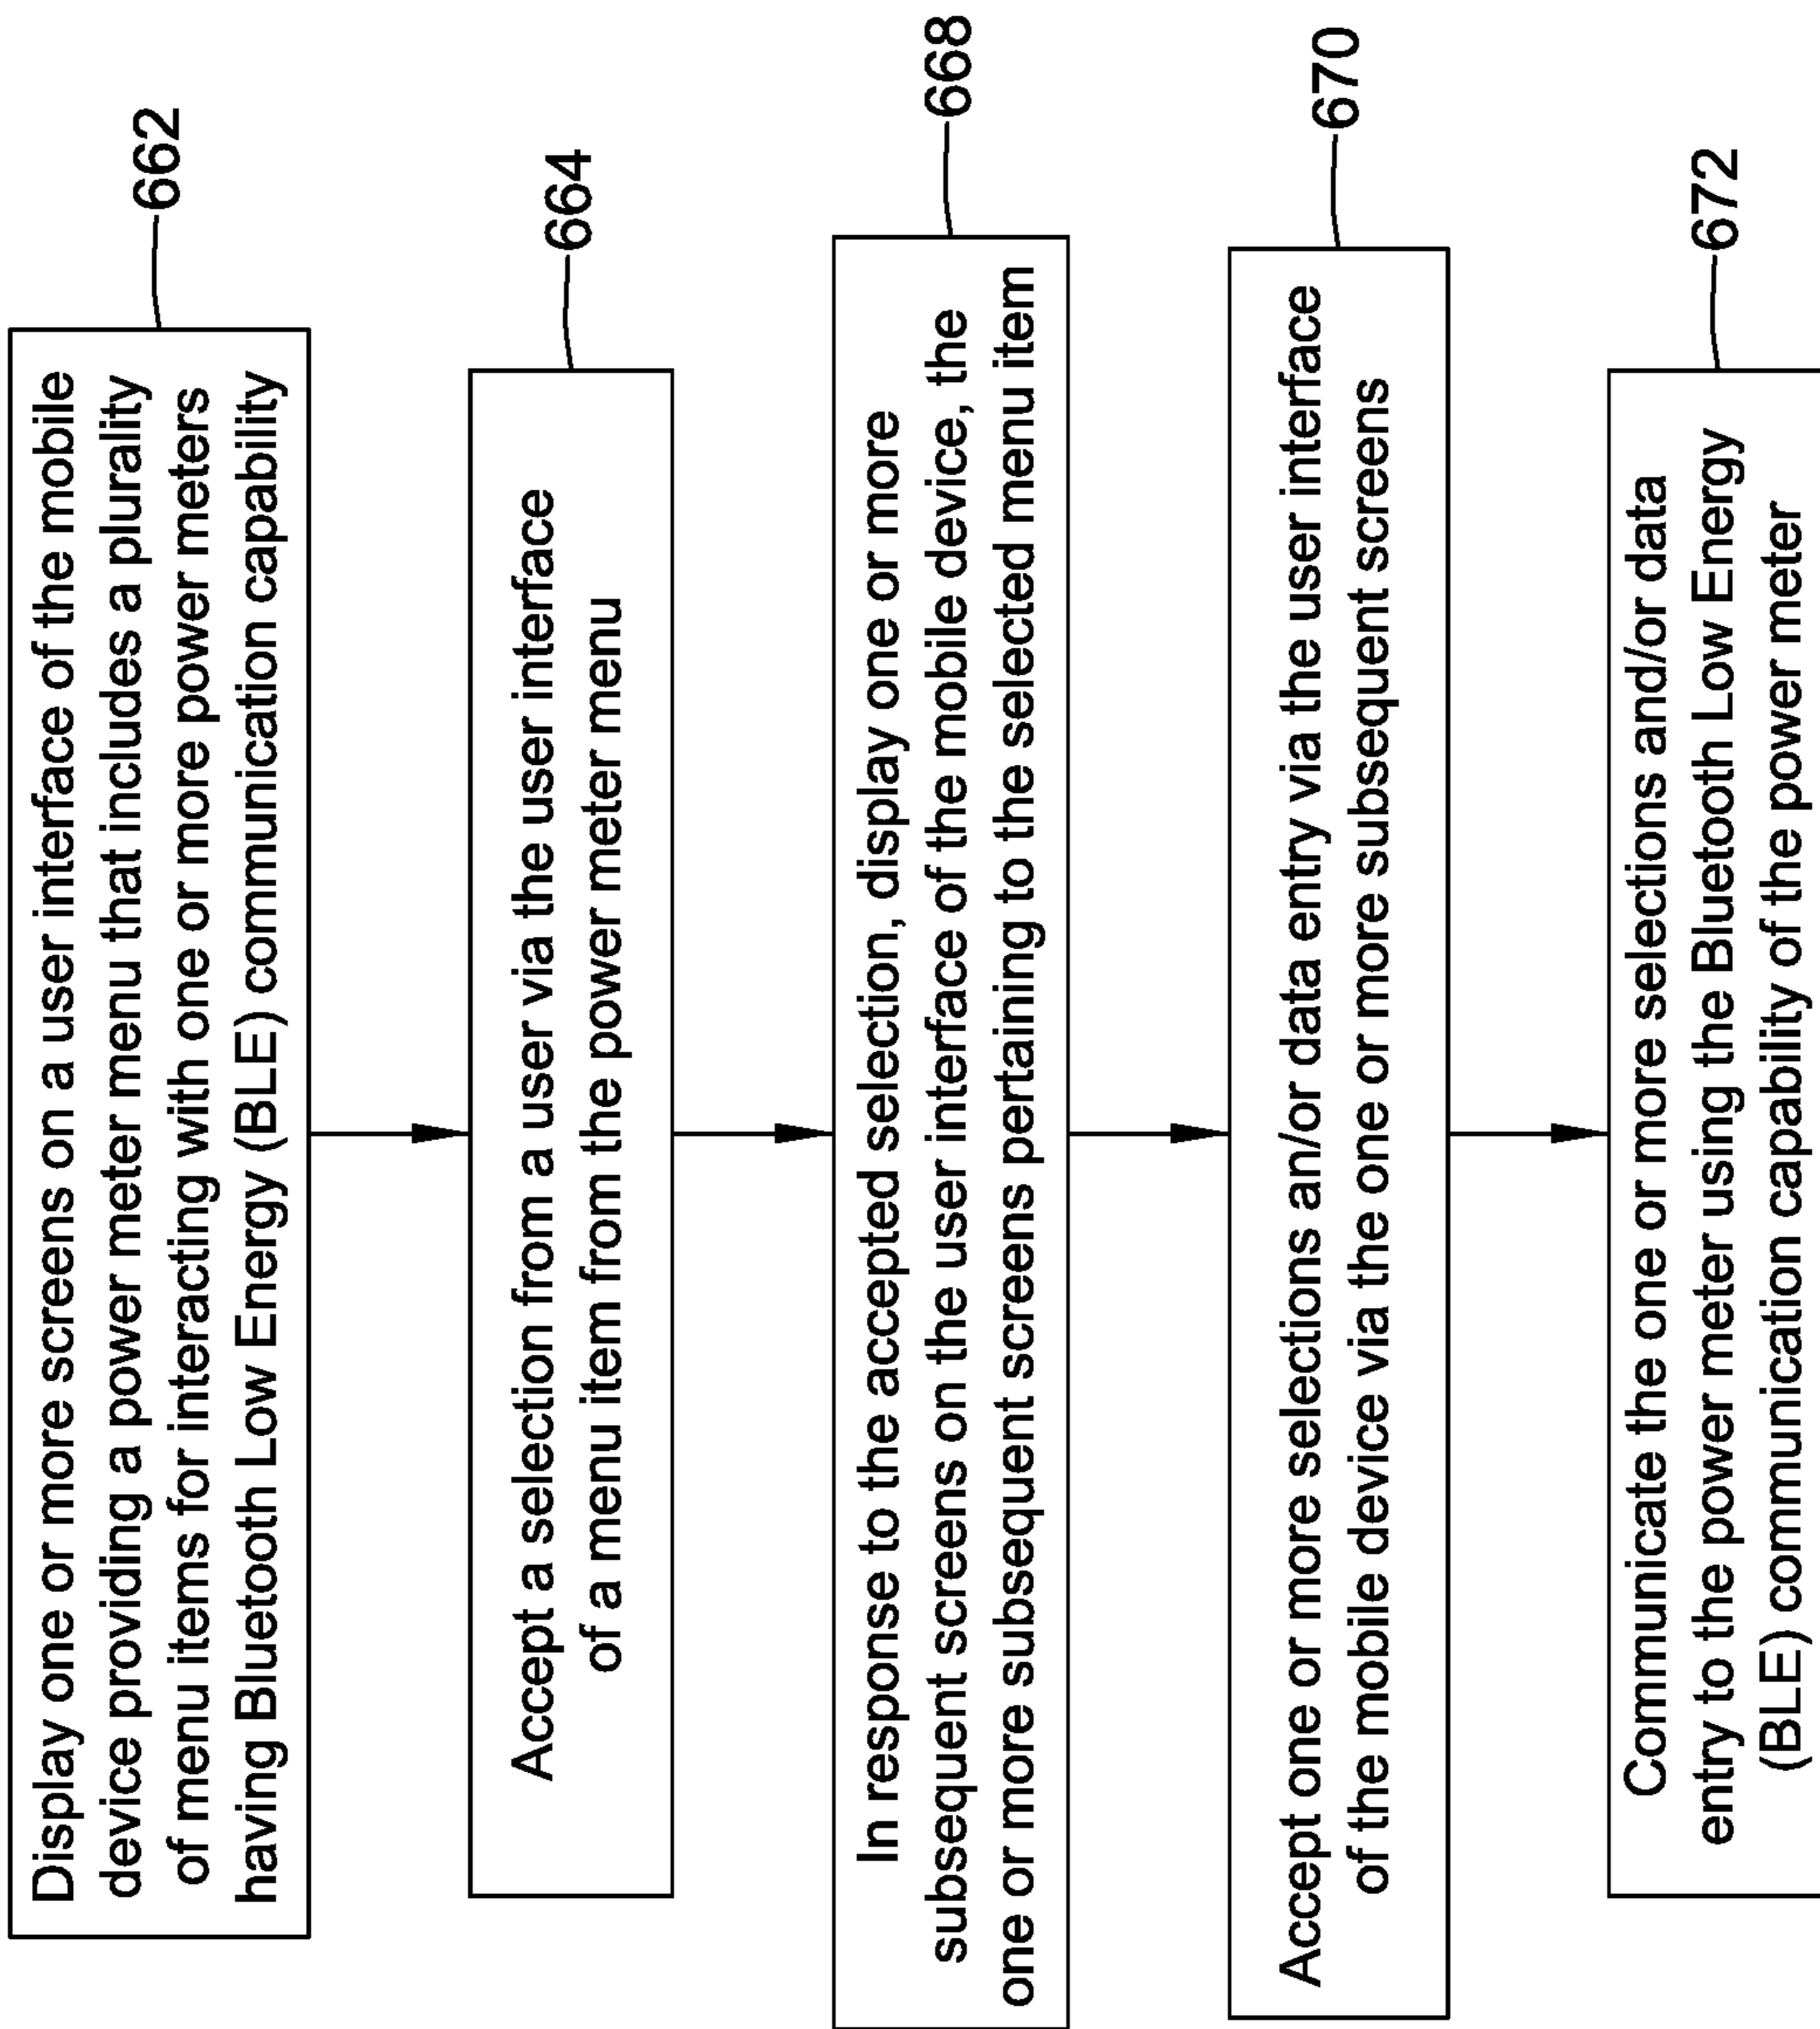 Display one or more screens on a user interface of the mobile
device providing a power meter menu that includes a plurality
of menu items for interacting with one or more power meters
having Bluetooth Low Energy (BLE) communication capability
662
Accept a selection from a user via the user interface
of a menu item from the power meter menu
664
In response to the accepted selection, display one or more
subsequent screens on the user interface of the mobile device, the
one or more subsequent screens pertaining to the selected menu item
668
Accept one or more selections an/or data entry via the user interface
of the mobile device via the one or more subsequent screens
670
Communicate the one or more selections and/or data
entry to the power meter using the Bluetooth Low Energy
(BLE) communication capability of the power meter
672